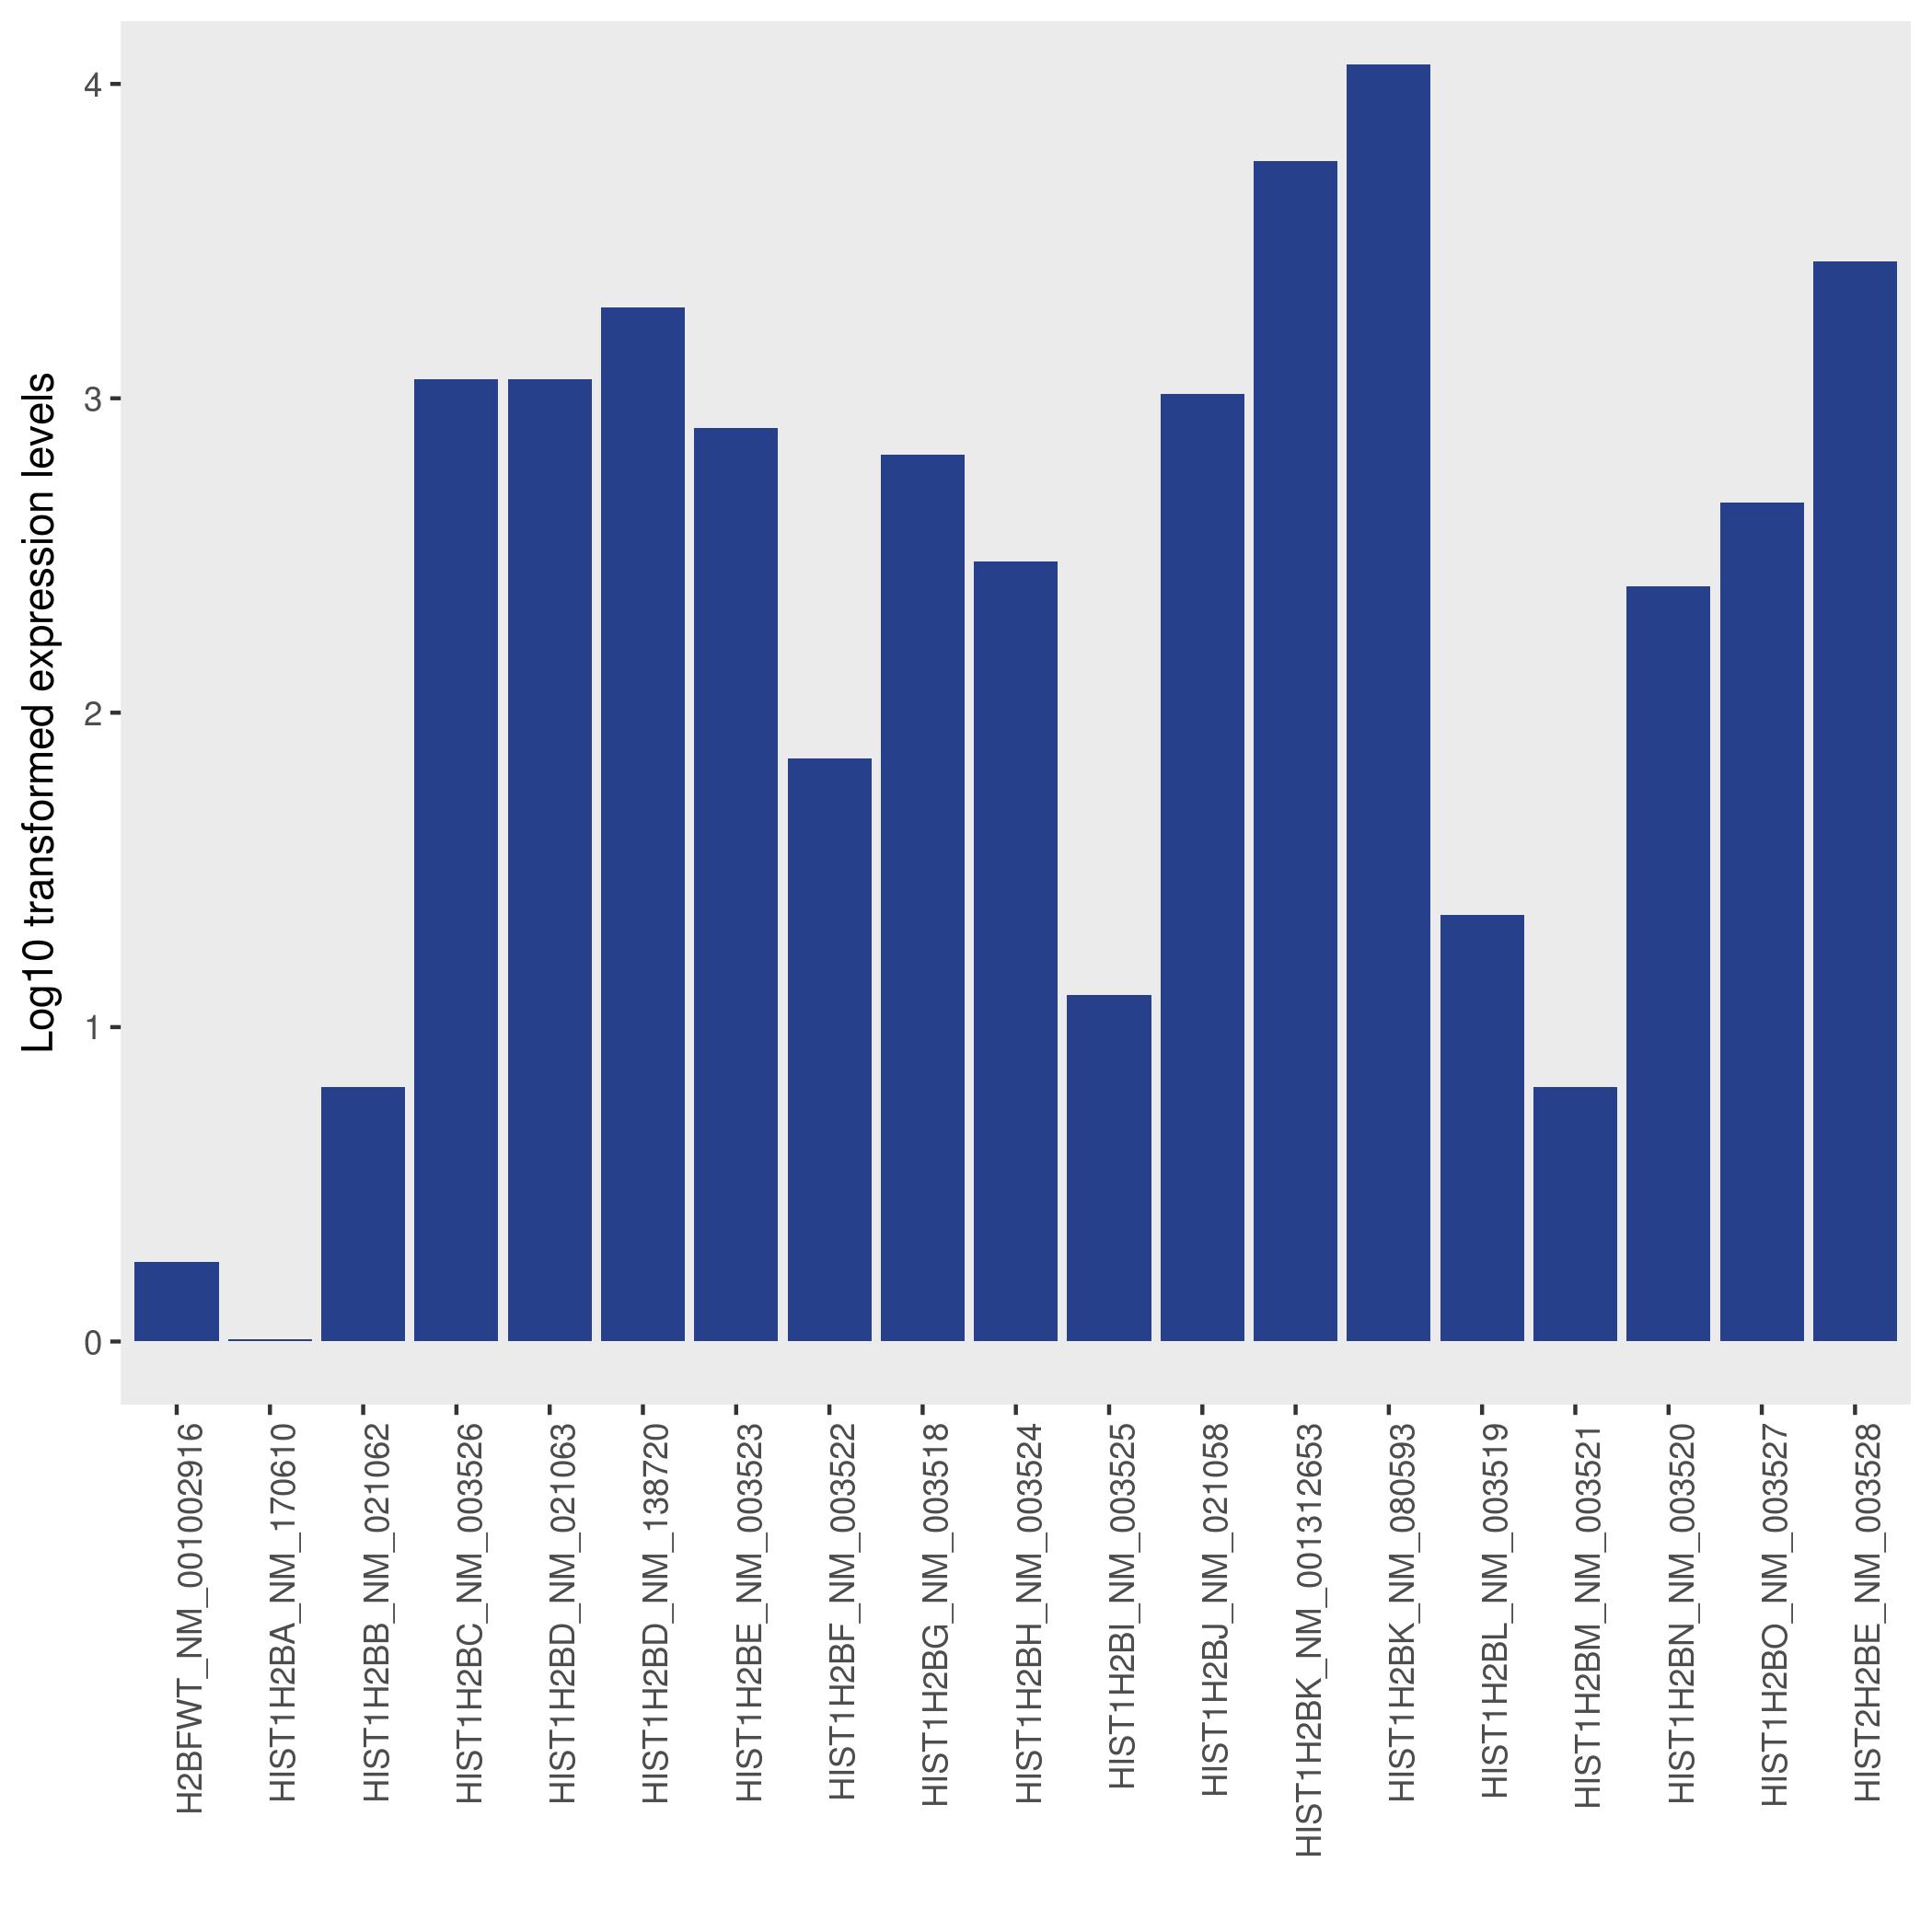 Log10 transformed expression levels
4
3
2
1
0
H2BFWT_NM_001002916
HIST1H2BA_NM_170610
HIST1H2BB_NM_021062
HIST1H2BC_NM_003526
HIST1H2BD_NM_021063
HIST1H2BD_NM_138720
HIST1H2BE_NM_003523
HIST1H2BF_NM_003522
HIST1H2BG_NM_003518
HIST1H2BH_NM_003524
HIST1H2BI_NM_003525
HIST1H2BJ_NM_021058
HIST1H2BK_NM_001312653
HIST1H2BK_NM_080593
HIST1H2BL_NM_003519
HIST1H2BM_NM_003521
HIST1H2BN_NM_003520
HIST1H2BO_NM_003527
HIST2H2BE_NM_003528